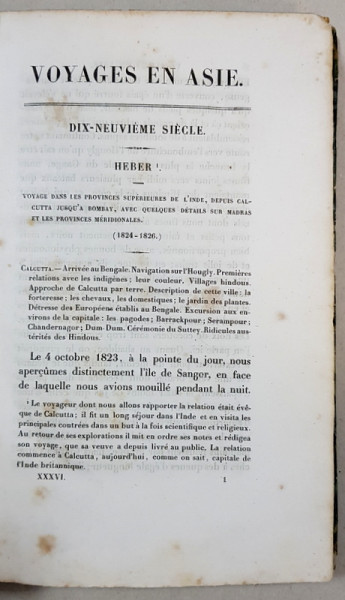 VOYAGES EN ASIE.
DIX-NEUVIÉME SIÈCLE.
HEBER ¹.
VOYAGE DANS LES PROVINCES SUPÉRIEURES DE L'INDE, DEPUIS CAL-
CUTTA JUSQU'A BOMBAY, AVEC QUELQUES DÉTAILS SUR MADRAS
ET LES PROVINCES MÉRIDIONALES.
(1824-1826.)
CALCUTTA. — Arrivée au Bengale. Navigation sur l'Hougly. Premières
relations avec les indigènes; leur couleur. Villages hindous.
Approche de Calcutta par terre. Description de cette ville: la
forteresse; les chevaux, les domestiques; le jardin des plantes.
Détresse des Européens établis au Bengale. Excursion aux en-
virons de la capitale: les pagodes; Barrackpour; Serampour;
Chandernagor; Dum-Dum. Cérémonie du Suttey. Ridicules aus-
térités des Hindous.
Le 4 octobre 1823, à la pointe du jour, nous
aperçûmes distinctement l'île de Sangor, en face
de laquelle nous avions mouillé pendant la nuit.
¹ Le voyageur dont nous allons rapporter la relation était évê-
que de Calcutta; il fit un long séjour dans l'Inde et en visita les
principales contrées dans un but à la fois scientifique et religieux.
Au retour de ses explorations il mit en ordre ses notes et rédigea
son voyage, que sa veuve a depuis livré au public. La relation
commence à Calcutta, aujourd'hui, comme on sait, capitale de
l'Inde britannique.
XXXVI. 1